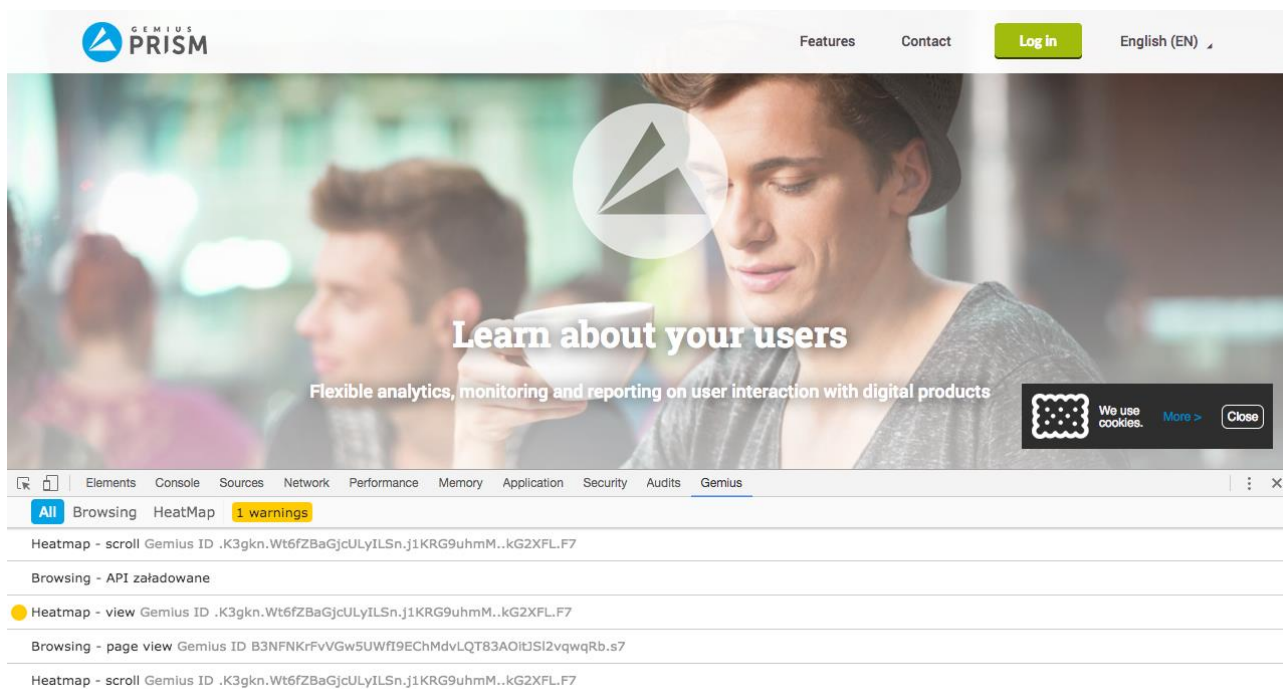 GEMIUS
PRISM
Features Contact Log in English (EN)
Learn about your users
Flexible analytics, monitoring and reporting on user interaction with digital products
We use
cookies.
More > Close
Elements Console Sources Network Performance Memory Application Security Audits Gemius
All Browsing HeatMap 1 warnings
Heatmap - scroll Gemius ID .K3gkn.Wt6fZBaGjcULyILSn.j1KRG9uhmM..kG2XFL.F7
Browsing - API załadowane
Heatmap - view Gemius ID .K3gkn.Wt6fZBaGjcULyILSn.j1KRG9uhmM..kG2XFL.F7
Browsing - page view Gemius ID B3NFNKrFvVGw5UWfI9EChMdvLQT83AOitJSl2vqwqRb.s7
Heatmap - scroll Gemius ID .K3gkn.Wt6fZBaGjcULyILSn.j1KRG9uhmM..kG2XFL.F7